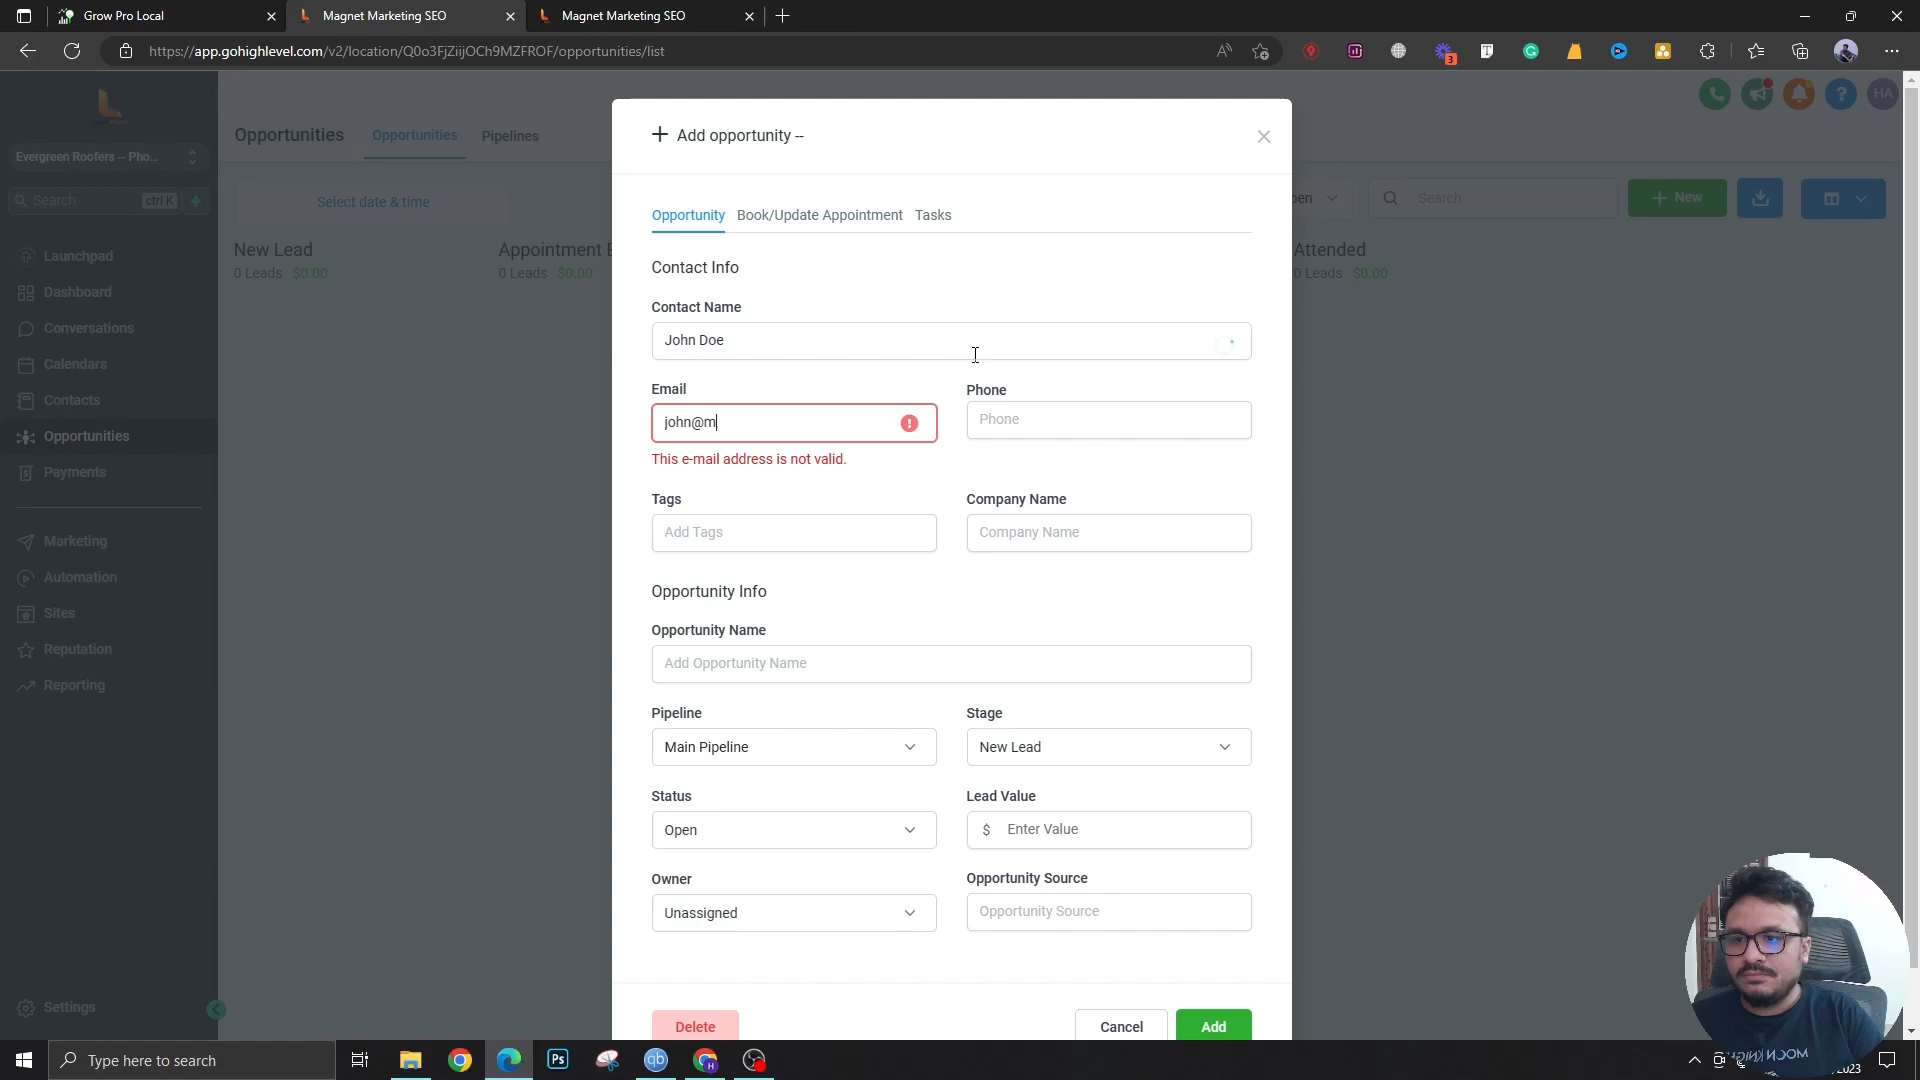 Grow Pro Local
Magnet Marketing SEO
Magnet Marketing SEO
https://app.gohighlevel.com/v2/location/Q0o3FjZiijOCh9MZFROF/opportunities/list
3
HA
Opportunities
Opportunities
Pipelines
Evergreen Roofers -- Pho...
Search
ctrl K
Select date & time
Search
New
New Lead
0 Leads $0.00
0 Leads $0.00
Attended
0 Leads $0.00
Launchpad
Dashboard
Conversations
Calendars
Contacts
Opportunities
Payments
Marketing
Automation
Sites
Reputation
Reporting
Settings
Add opportunity --
Opportunity
Book/Update Appointment
Tasks
Contact Info
Contact Name
John Doe
Email
Phone
john@m
Phone
This e-mail address is not valid.
Tags
Company Name
Add Tags
Company Name
Opportunity Info
Opportunity Name
Add Opportunity Name
Pipeline
Stage
Main Pipeline
New Lead
Status
Lead Value
Open
$ Enter Value
Owner
Opportunity Source
Unassigned
Opportunity Source
Delete
Cancel
Add
Type here to search
Ps
qb